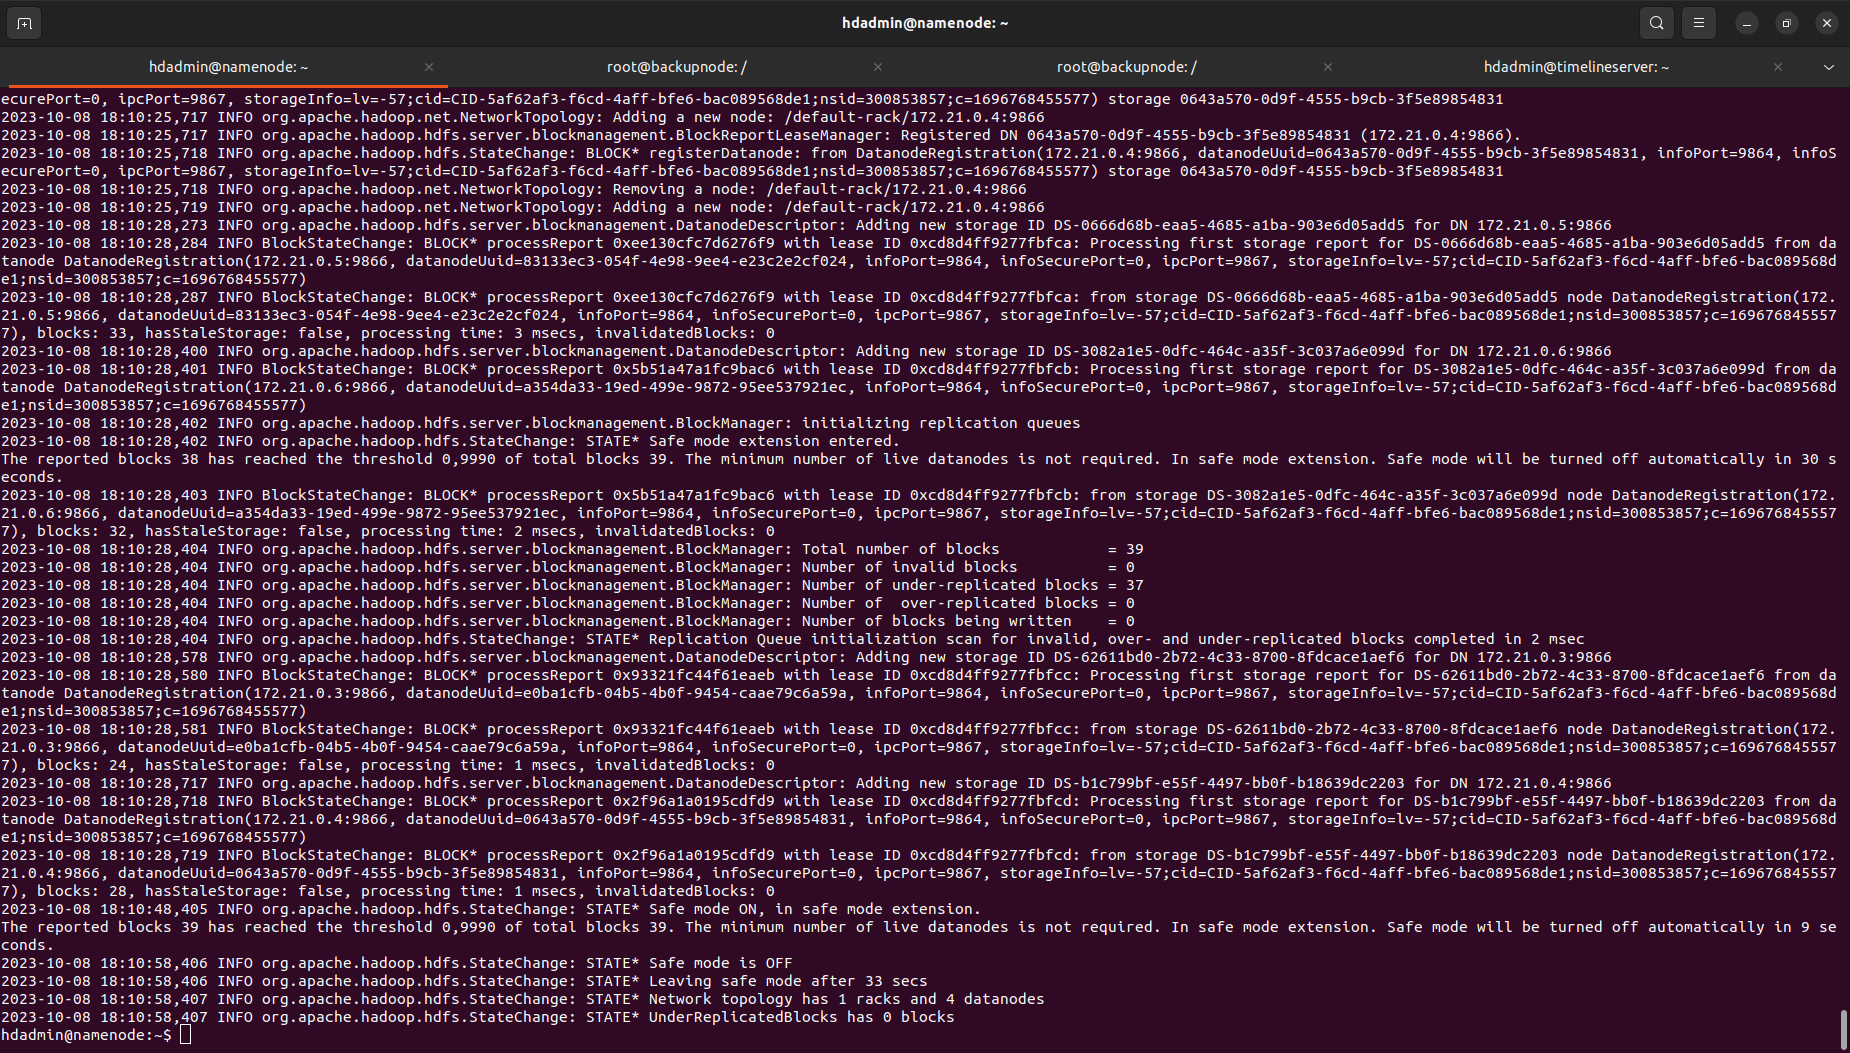 hdadmin@namenode: ~
hdadmin@namenode: ~
root@backupnode: /
root@backupnode: /
hdadmin@timelineserver: ~
ecurePort=0, ipcPort=9867, storageInfo=lv=-57;cid=CID-5af62af3-f6cd-4aff-bfe6-bac089568de1;nsid=300853857;c=1696768455577) storage 0643a570-0d9f-4555-b9cb-3f5e89854831
2023-10-08 18:10:25,717 INFO org.apache.hadoop.net.NetworkTopology: Adding a new node: /default-rack/172.21.0.4:9866
2023-10-08 18:10:25,717 INFO org.apache.hadoop.hdfs.server.blockmanagement.BlockReportLeaseManager: Registered DN 0643a570-0d9f-4555-b9cb-3f5e89854831 (172.21.0.4:9866).
2023-10-08 18:10:25,718 INFO org.apache.hadoop.hdfs.StateChange: BLOCK* registerDatanode: from DatanodeRegistration(172.21.0.4:9866, datanodeUuid=0643a570-0d9f-4555-b9cb-3f5e89854831, infoPort=9864, infoS
ecurePort=0, ipcPort=9867, storageInfo=lv=-57;cid=CID-5af62af3-f6cd-4aff-bfe6-bac089568de1;nsid=300853857;c=1696768455577) storage 0643a570-0d9f-4555-b9cb-3f5e89854831
2023-10-08 18:10:25,718 INFO org.apache.hadoop.net.NetworkTopology: Removing a node: /default-rack/172.21.0.4:9866
2023-10-08 18:10:25,719 INFO org.apache.hadoop.net.NetworkTopology: Adding a new node: /default-rack/172.21.0.4:9866
2023-10-08 18:10:28,273 INFO org.apache.hadoop.hdfs.server.blockmanagement.DatanodeDescriptor: Adding new storage ID DS-0666d68b-eaa5-4685-a1ba-903e6d05add5 for DN 172.21.0.5:9866
2023-10-08 18:10:28,284 INFO BlockStateChange: BLOCK* processReport 0xee130cfc7d6276f9 with lease ID 0xcd8d4ff9277fbfca: Processing first storage report for DS-0666d68b-eaa5-4685-a1ba-903e6d05add5 from da
tanode DatanodeRegistration(172.21.0.5:9866, datanodeUuid=83133ec3-054f-4e98-9ee4-e23c2e2cf024, infoPort=9864, infoSecurePort=0, ipcPort=9867, storageInfo=lv=-57;cid=CID-5af62af3-f6cd-4aff-bfe6-bac089568d
e1;nsid=300853857;c=1696768455577)
2023-10-08 18:10:28,287 INFO BlockStateChange: BLOCK* processReport 0xee130cfc7d6276f9 with lease ID 0xcd8d4ff9277fbfca: from storage DS-0666d68b-eaa5-4685-a1ba-903e6d05add5 node DatanodeRegistration(172.
21.0.5:9866, datanodeUuid=83133ec3-054f-4e98-9ee4-e23c2e2cf024, infoPort=9864, infoSecurePort=0, ipcPort=9867, storageInfo=lv=-57;cid=CID-5af62af3-f6cd-4aff-bfe6-bac089568de1;nsid=300853857;c=169676845557
7), blocks: 33, hasStaleStorage: false, processing time: 3 msecs, invalidatedBlocks: 0
2023-10-08 18:10:28,400 INFO org.apache.hadoop.hdfs.server.blockmanagement.DatanodeDescriptor: Adding new storage ID DS-3082a1e5-0dfc-464c-a35f-3c037a6e099d for DN 172.21.0.6:9866
2023-10-08 18:10:28,401 INFO BlockStateChange: BLOCK* processReport 0x5b51a47a1fc9bac6 with lease ID 0xcd8d4ff9277fbfcb: Processing first storage report for DS-3082a1e5-0dfc-464c-a35f-3c037a6e099d from da
tanode DatanodeRegistration(172.21.0.6:9866, datanodeUuid=a354da33-19ed-499e-9872-95ee537921ec, infoPort=9864, infoSecurePort=0, ipcPort=9867, storageInfo=lv=-57;cid=CID-5af62af3-f6cd-4aff-bfe6-bac089568d
e1;nsid=300853857;c=1696768455577)
2023-10-08 18:10:28,402 INFO org.apache.hadoop.hdfs.server.blockmanagement.BlockManager: initializing replication queues
2023-10-08 18:10:28,402 INFO org.apache.hadoop.hdfs.StateChange: STATE* Safe mode extension entered.
The reported blocks 38 has reached the threshold 0,9990 of total blocks 39. The minimum number of live datanodes is not required. In safe mode extension. Safe mode will be turned off automatically in 30 s
econds.
2023-10-08 18:10:28,403 INFO BlockStateChange: BLOCK* processReport 0x5b51a47a1fc9bac6 with lease ID 0xcd8d4ff9277fbfcb: from storage DS-3082a1e5-0dfc-464c-a35f-3c037a6e099d node DatanodeRegistration(172.
21.0.6:9866, datanodeUuid=a354da33-19ed-499e-9872-95ee537921ec, infoPort=9864, infoSecurePort=0, ipcPort=9867, storageInfo=lv=-57;cid=CID-5af62af3-f6cd-4aff-bfe6-bac089568de1;nsid=300853857;c=169676845557
7), blocks: 32, hasStaleStorage: false, processing time: 2 msecs, invalidatedBlocks: 0
2023-10-08 18:10:28,404 INFO org.apache.hadoop.hdfs.server.blockmanagement.BlockManager: Total number of blocks            = 39
2023-10-08 18:10:28,404 INFO org.apache.hadoop.hdfs.server.blockmanagement.BlockManager: Number of invalid blocks          = 0
2023-10-08 18:10:28,404 INFO org.apache.hadoop.hdfs.server.blockmanagement.BlockManager: Number of under-replicated blocks = 37
2023-10-08 18:10:28,404 INFO org.apache.hadoop.hdfs.server.blockmanagement.BlockManager: Number of  over-replicated blocks = 0
2023-10-08 18:10:28,404 INFO org.apache.hadoop.hdfs.server.blockmanagement.BlockManager: Number of blocks being written    = 0
2023-10-08 18:10:28,404 INFO org.apache.hadoop.hdfs.StateChange: STATE* Replication Queue initialization scan for invalid, over- and under-replicated blocks completed in 2 msec
2023-10-08 18:10:28,578 INFO org.apache.hadoop.hdfs.server.blockmanagement.DatanodeDescriptor: Adding new storage ID DS-62611bd0-2b72-4c33-8700-8fdcace1aef6 for DN 172.21.0.3:9866
2023-10-08 18:10:28,580 INFO BlockStateChange: BLOCK* processReport 0x93321fc44f61eaeb with lease ID 0xcd8d4ff9277fbfcc: Processing first storage report for DS-62611bd0-2b72-4c33-8700-8fdcace1aef6 from da
tanode DatanodeRegistration(172.21.0.3:9866, datanodeUuid=e0ba1cfb-04b5-4b0f-9454-caae79c6a59a, infoPort=9864, infoSecurePort=0, ipcPort=9867, storageInfo=lv=-57;cid=CID-5af62af3-f6cd-4aff-bfe6-bac089568d
e1;nsid=300853857;c=1696768455577)
2023-10-08 18:10:28,581 INFO BlockStateChange: BLOCK* processReport 0x93321fc44f61eaeb with lease ID 0xcd8d4ff9277fbfcc: from storage DS-62611bd0-2b72-4c33-8700-8fdcace1aef6 node DatanodeRegistration(172.
21.0.3:9866, datanodeUuid=e0ba1cfb-04b5-4b0f-9454-caae79c6a59a, infoPort=9864, infoSecurePort=0, ipcPort=9867, storageInfo=lv=-57;cid=CID-5af62af3-f6cd-4aff-bfe6-bac089568de1;nsid=300853857;c=169676845557
7), blocks: 24, hasStaleStorage: false, processing time: 1 msecs, invalidatedBlocks: 0
2023-10-08 18:10:28,717 INFO org.apache.hadoop.hdfs.server.blockmanagement.DatanodeDescriptor: Adding new storage ID DS-b1c799bf-e55f-4497-bb0f-b18639dc2203 for DN 172.21.0.4:9866
2023-10-08 18:10:28,718 INFO BlockStateChange: BLOCK* processReport 0x2f96a1a0195cdfd9 with lease ID 0xcd8d4ff9277fbfcd: Processing first storage report for DS-b1c799bf-e55f-4497-bb0f-b18639dc2203 from da
tanode DatanodeRegistration(172.21.0.4:9866, datanodeUuid=0643a570-0d9f-4555-b9cb-3f5e89854831, infoPort=9864, infoSecurePort=0, ipcPort=9867, storageInfo=lv=-57;cid=CID-5af62af3-f6cd-4aff-bfe6-bac089568d
e1;nsid=300853857;c=1696768455577)
2023-10-08 18:10:28,719 INFO BlockStateChange: BLOCK* processReport 0x2f96a1a0195cdfd9 with lease ID 0xcd8d4ff9277fbfcd: from storage DS-b1c799bf-e55f-4497-bb0f-b18639dc2203 node DatanodeRegistration(172.
21.0.4:9866, datanodeUuid=0643a570-0d9f-4555-b9cb-3f5e89854831, infoPort=9864, infoSecurePort=0, ipcPort=9867, storageInfo=lv=-57;cid=CID-5af62af3-f6cd-4aff-bfe6-bac089568de1;nsid=300853857;c=169676845557
7), blocks: 28, hasStaleStorage: false, processing time: 1 msecs, invalidatedBlocks: 0
2023-10-08 18:10:48,405 INFO org.apache.hadoop.hdfs.StateChange: STATE* Safe mode ON, in safe mode extension.
The reported blocks 39 has reached the threshold 0,9990 of total blocks 39. The minimum number of live datanodes is not required. In safe mode extension. Safe mode will be turned off automatically in 9 se
conds.
2023-10-08 18:10:58,406 INFO org.apache.hadoop.hdfs.StateChange: STATE* Safe mode is OFF
2023-10-08 18:10:58,406 INFO org.apache.hadoop.hdfs.StateChange: STATE* Leaving safe mode after 33 secs
2023-10-08 18:10:58,407 INFO org.apache.hadoop.hdfs.StateChange: STATE* Network topology has 1 racks and 4 datanodes
2023-10-08 18:10:58,407 INFO org.apache.hadoop.hdfs.StateChange: STATE* UnderReplicatedBlocks has 0 blocks
hdadmin@namenode:~$